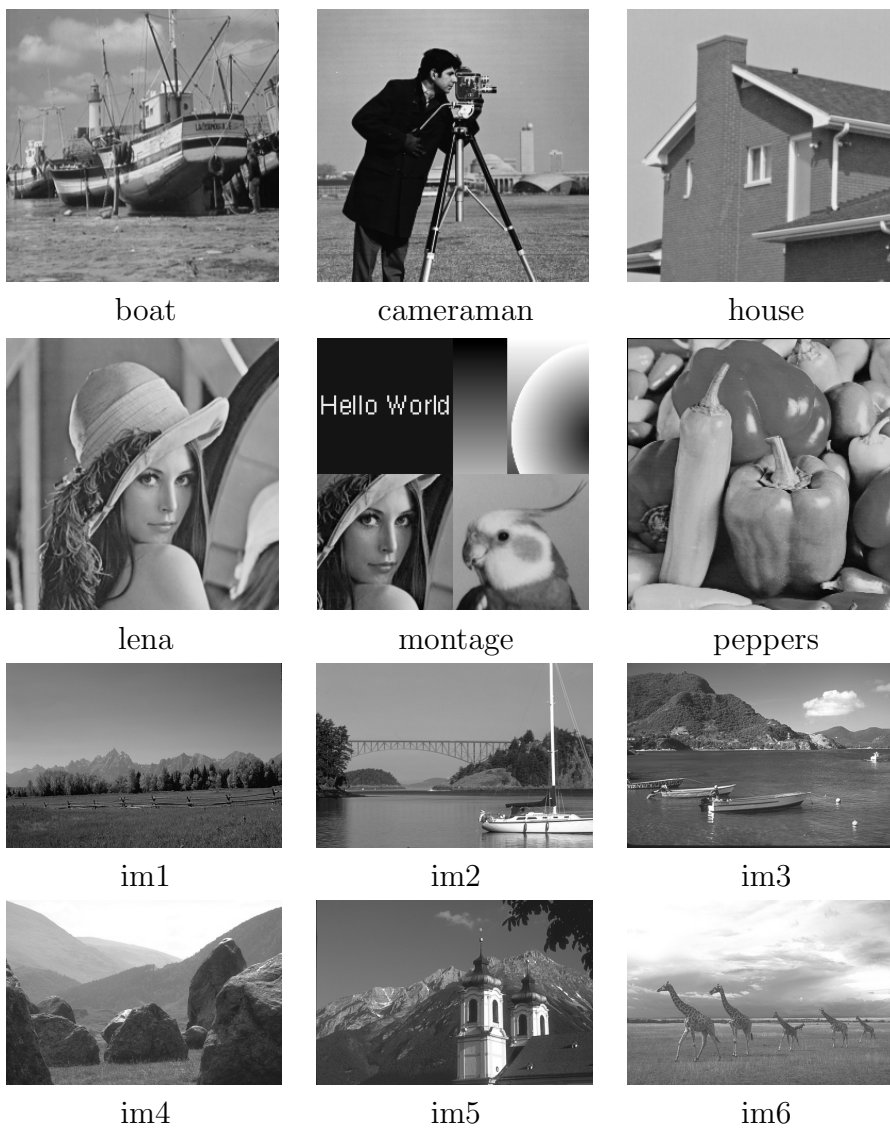 boat cameraman house
Hello World
lena montage peppers
im1 im2 im3
im4 im5 im6